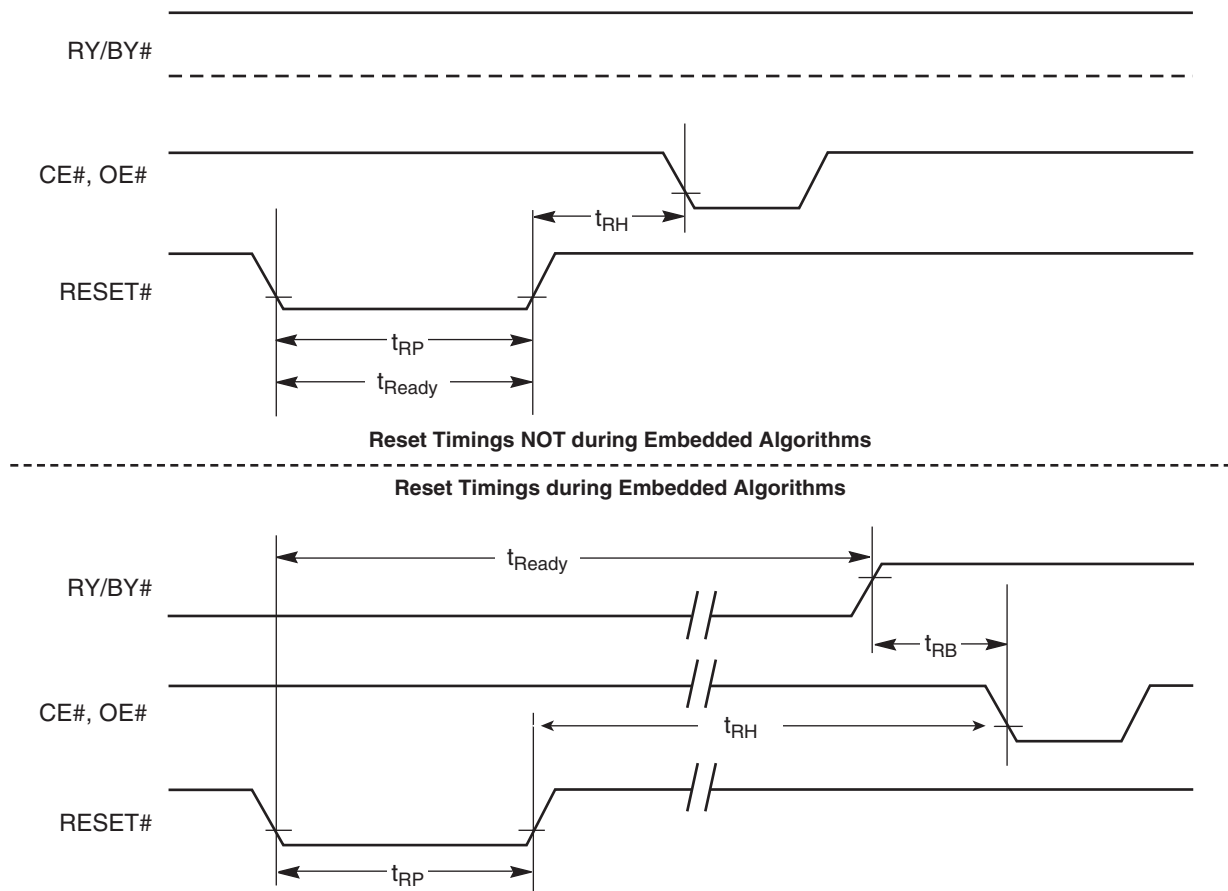 RY/BY#
CE#, OE#
tRH
RESET#
tRP
tReady
Reset Timings NOT during Embedded Algorithms
Reset Timings during Embedded Algorithms
tReady
RY/BY#
tRB
CE#, OE#
tRH
RESET#
tRP